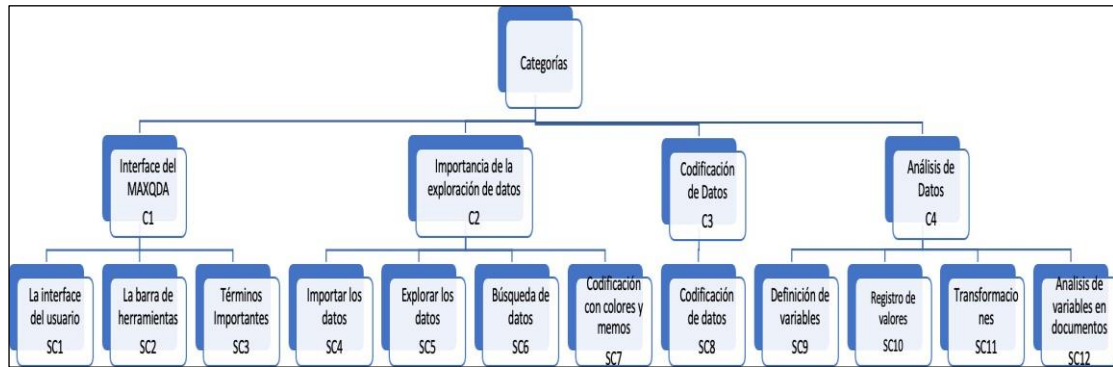 Categorías
Interface del
MAXQDA
C1
Importancia de la
exploración de datos
C2
Codificación
de Datos
C3
Análisis de
Datos
C4
La interface
del usuario
SC1
La barra de
herramientas
SC2
Términos
Importantes
SC3
Importar los
datos
SC4
Explorar los
datos
SC5
Búsqueda de
datos
SC6
Codificación
con colores y
memos
SC7
Codificación
de datos
SC8
Definición de
variables
SC9
Registro de
valores
SC10
Transformacio
nes
SC11
Análisis de
variables en
documentos
SC12